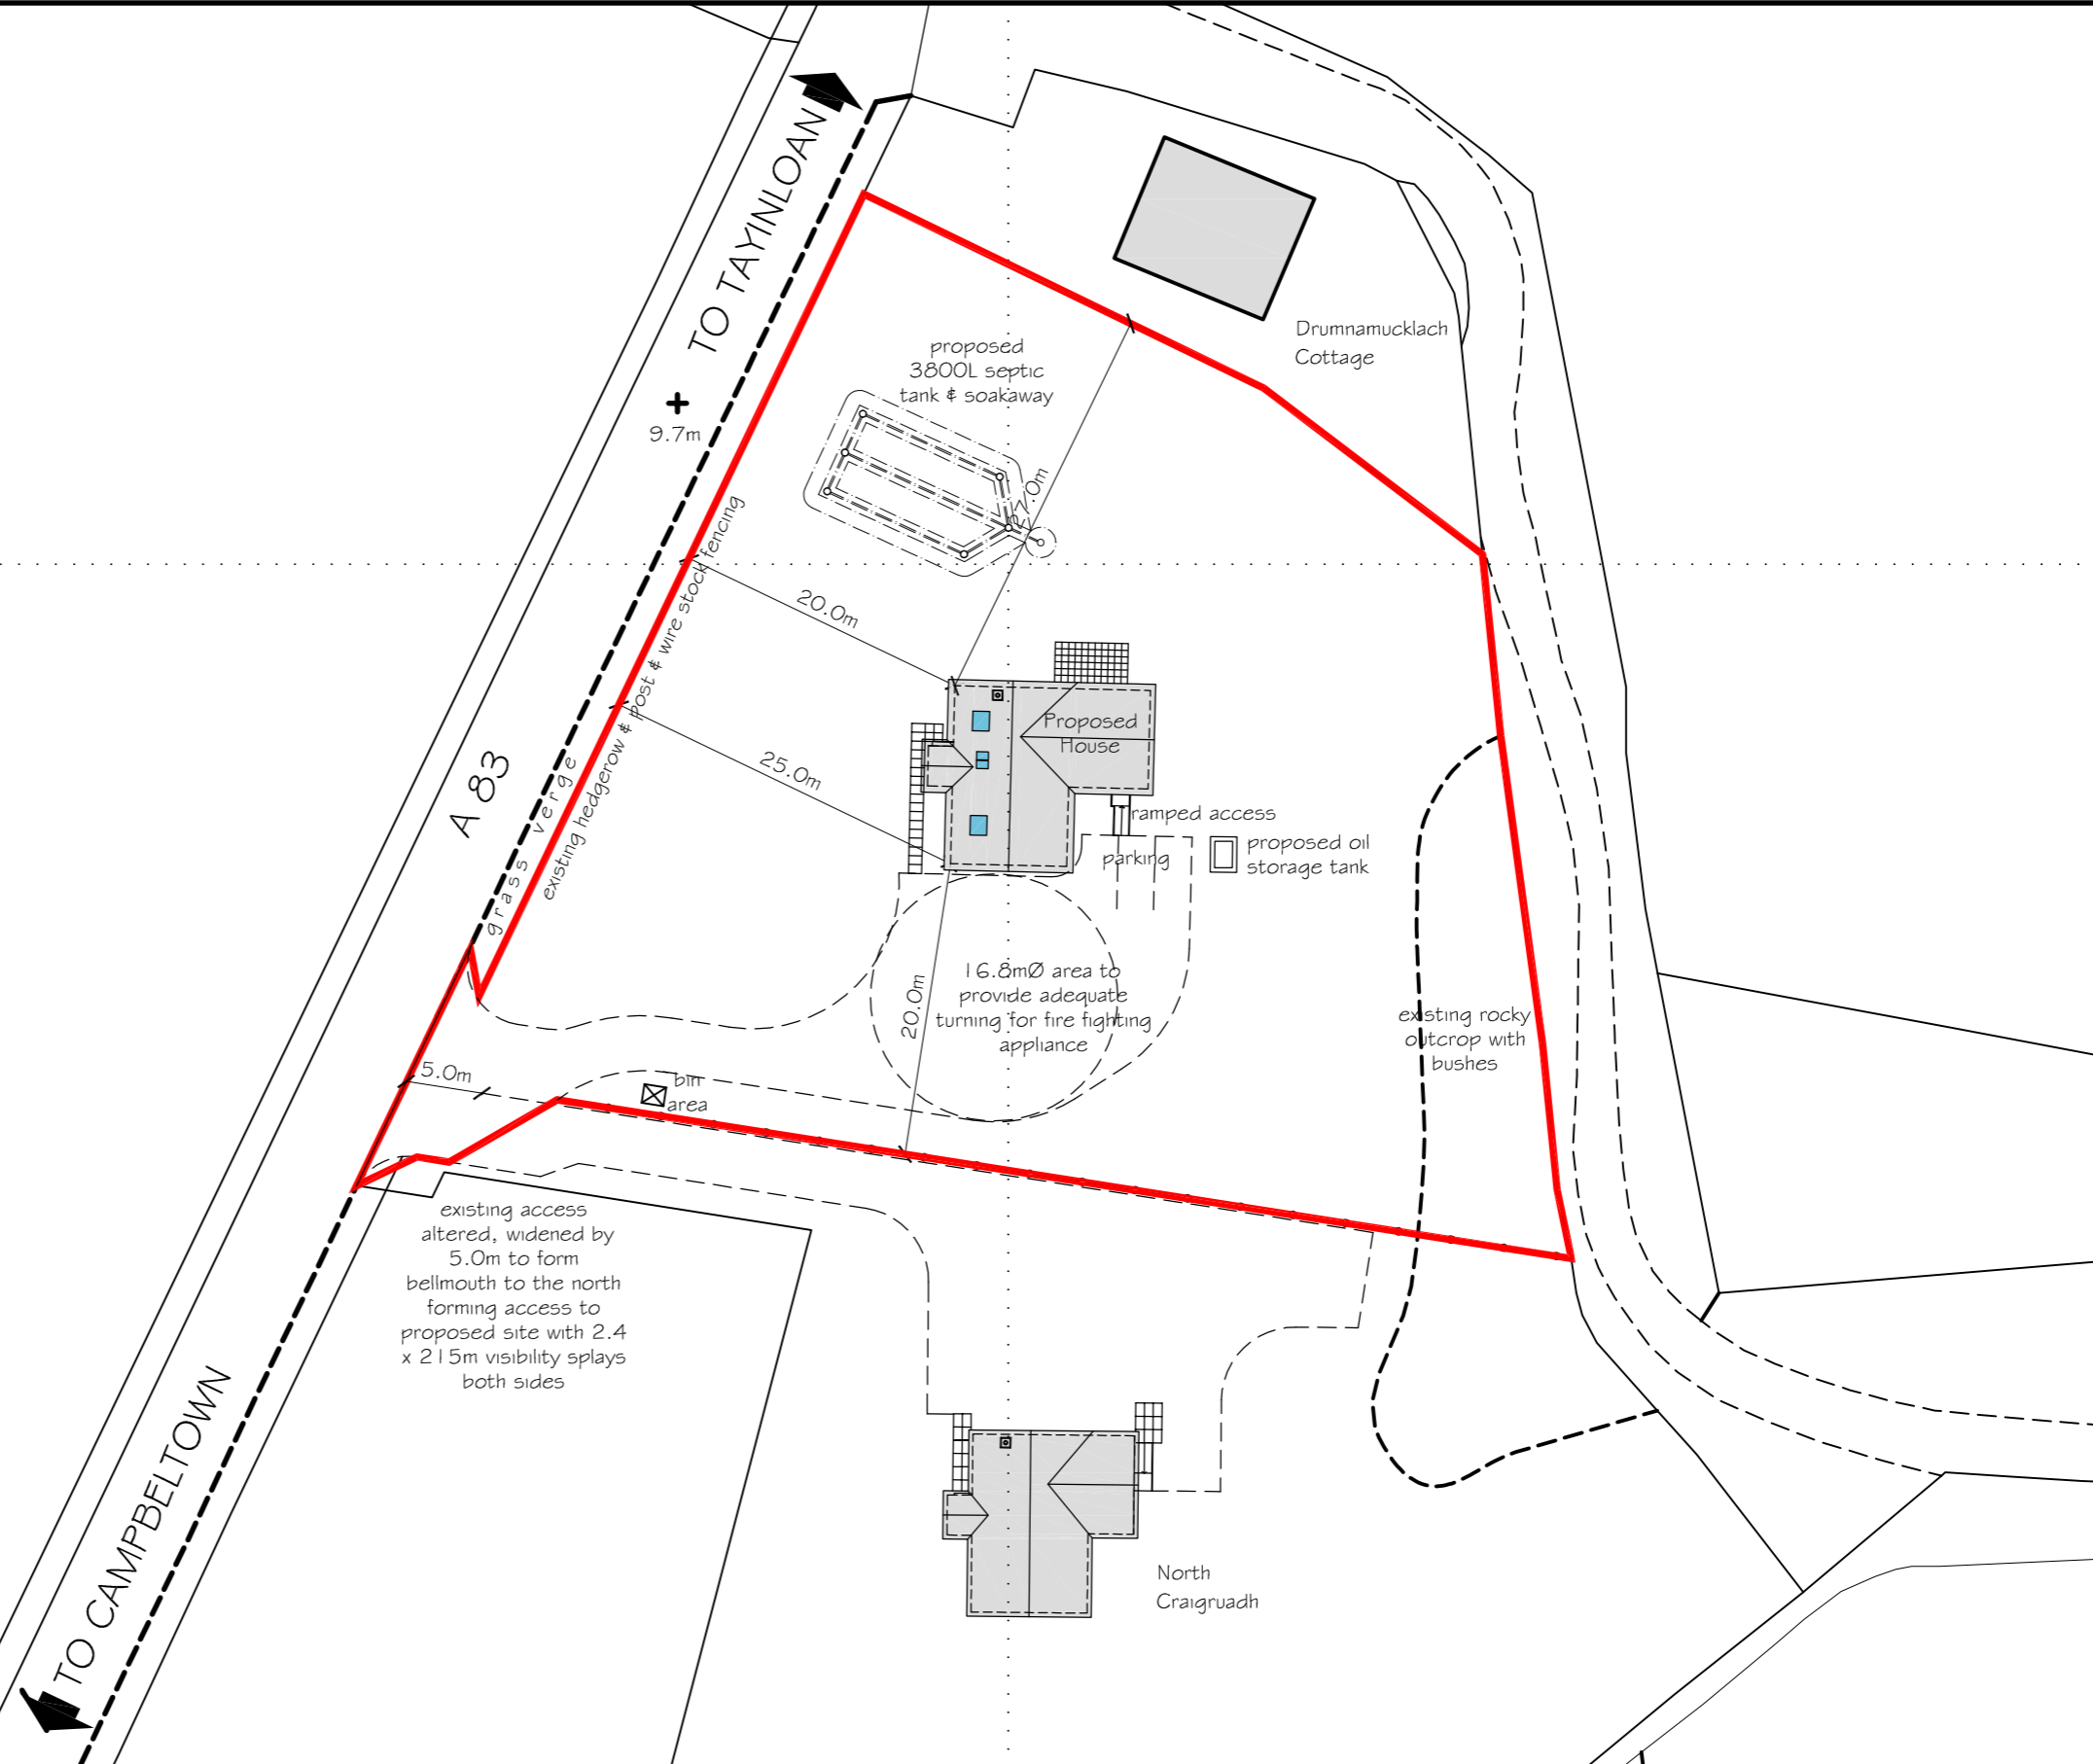 TO TAYINLOAN
9.7m
Drumnamucklach
Cottage
proposed
3800L septic
tank & soakaway
27.0m
20.0m
25.0m
existing hedgerow & post & wire stock fencing
grass verge
A 83
Proposed
House
ramped access
parking
proposed oil
storage tank
16.8mØ area to
provide adequate
turning for fire fighting
appliance
20.0m
existing rocky
outcrop with
bushes
5.0m
bin
area
existing access
altered, widened by
5.0m to form
bellmouth to the north
forming access to
proposed site with 2.4
x 215m visibility splays
both sides
TO CAMPBELTOWN
North
Craigruadh